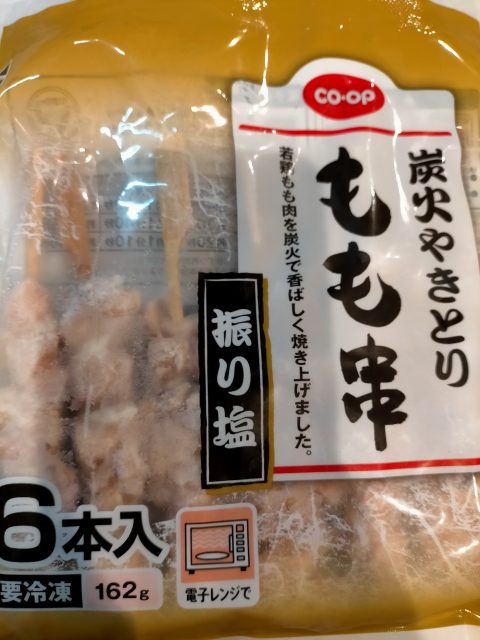 CO・OP
炭火やきとり
もも串
若鶏もも肉を炭火で香ばしく焼き上げました。
振り塩
6本入
要冷凍
162g
電子レンジで